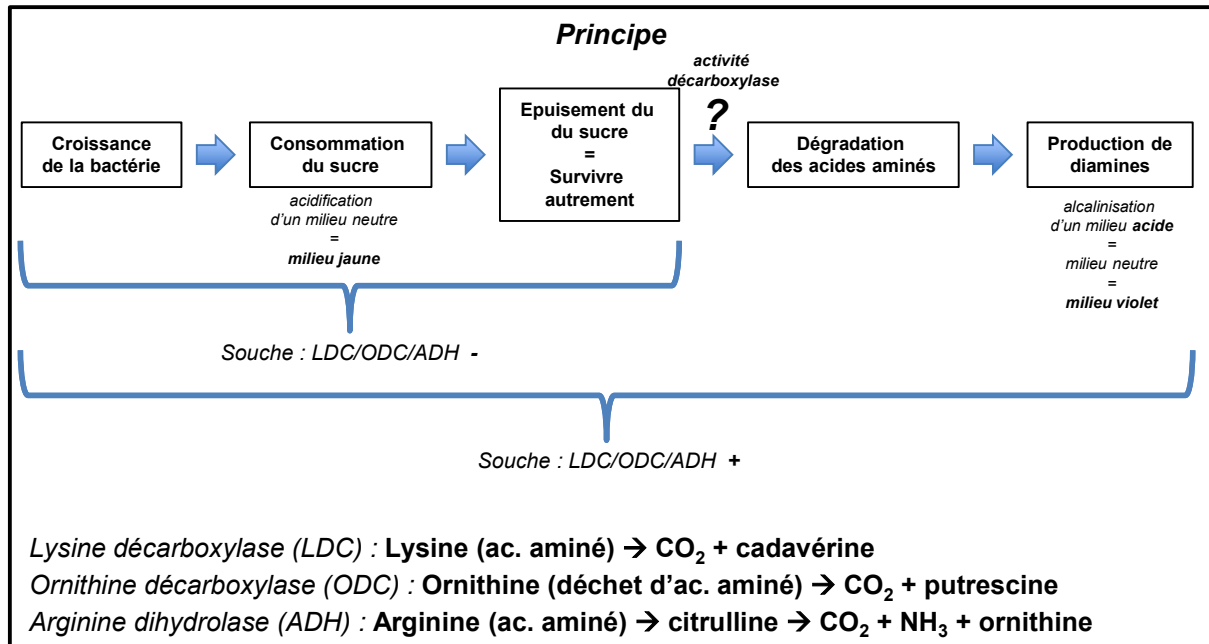 Principe
activité
décarboxylase
?
Croissance
de la bactérie
Consommation
du sucre
Epuisement du
du sucre
=
Survivre
autrement
Dégradation
des acides aminés
Production de
diamines
acidification
d'un milieu neutre
=
milieu jaune
alcalinisation
d'un milieu acide
=
milieu neutre
=
milieu violet
Souche : LDC/ODC/ADH -
Souche : LDC/ODC/ADH +
Lysine décarboxylase (LDC) : Lysine (ac. aminé) → CO₂ + cadavérine
Ornithine décarboxylase (ODC) : Ornithine (déchet d'ac. aminé) → CO₂ + putrescine
Arginine dihydrolase (ADH) : Arginine (ac. aminé) → citrulline → CO₂ + NH₃ + ornithine